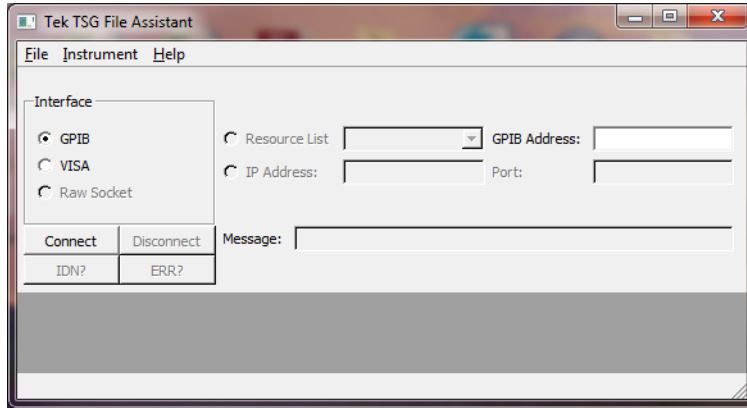 Tek TSG File Assistant
File Instrument Help
Interface
GPIB
VISA
Raw Socket
Resource List
GPIB Address:
IP Address:
Port:
Connect Disconnect
IDN? ERR?
Message: